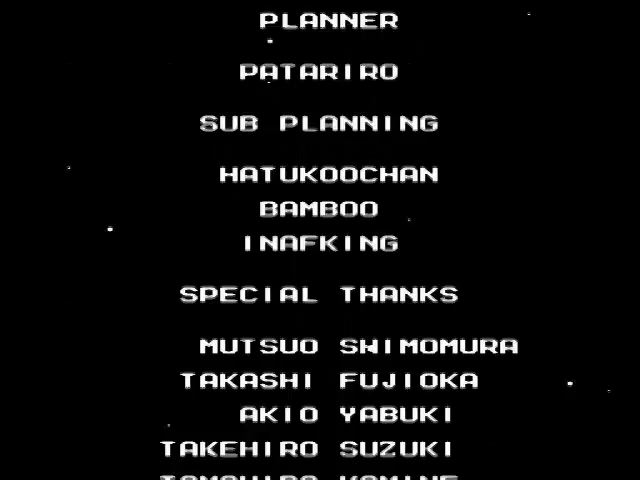 PLANNER
PATARIRO
SUB PLANNING
HATUKOOCHAN
BAMBOO
INAFKING
SPECIAL THANKS
MUTSUO SHIMOMURA
TAKASHI FUJIOKA
AKIO YABUKI
TAKEHIRO SUZUKI